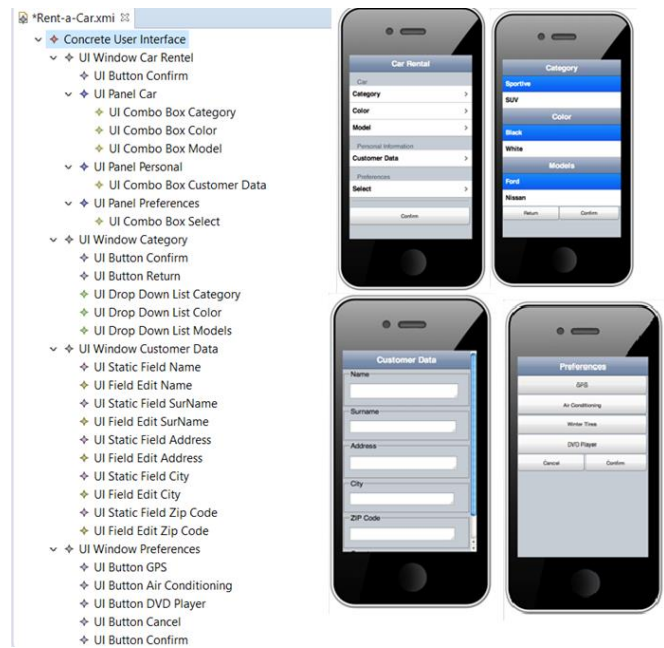 *Rent-a-Car.xmi
Concrete User Interface
UI Window Car Rentel
UI Button Confirm
UI Panel Car
UI Combo Box Category
UI Combo Box Color
UI Combo Box Model
UI Panel Personal
UI Combo Box Customer Data
UI Panel Preferences
UI Combo Box Select
UI Window Category
UI Button Confirm
UI Button Return
UI Drop Down List Category
UI Drop Down List Color
UI Drop Down List Models
UI Window Customer Data
UI Static Field Name
UI Field Edit Name
UI Static Field SurName
UI Field Edit SurName
UI Static Field Address
UI Field Edit Address
UI Static Field City
UI Field Edit City
UI Static Field Zip Code
UI Field Edit Zip Code
UI Window Preferences
UI Button GPS
UI Button Air Conditioning
UI Button DVD Player
UI Button Cancel
UI Button Confirm
Car Rental
Car
Category
Color
Model
Personal Information
Customer Data
Preferences
Select
Confirm
Category
Sportive
SUV
Color
Black
White
Models
Ford
Nissan
Return Confirm
Customer Data
Name
Surname
Address
City
ZIP Code
Preferences
GPS
Air Conditioning
Winter Tires
DVD Player
Cancel Confirm